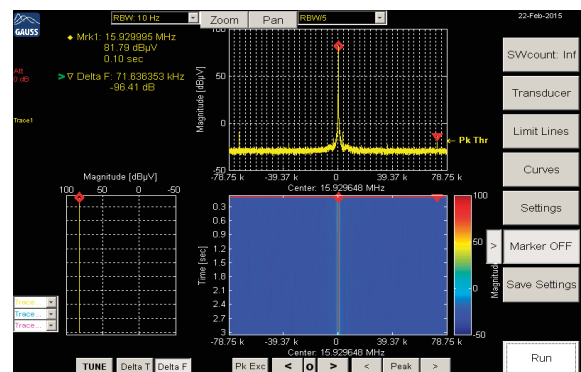 RBW: 10 Hz
Zoom
Pan
RBW/5
22-Feb-2015
GAUSS
Mrk1: 15.929995 MHz
81.79 dBµV
0.10 sec
Att
0 dB
> ▽ Delta F: 71.636353 kHz
-96.41 dB
Trace1
Magnitude [dBµV]
100
50
0
-50
← Pk Thr
-78.75 k
-39.37 k
0
39.37 k
78.75 k
Center: 15.929648 MHz
Magnitude [dBµV]
100
50
0
-50
Time [sec]
0.3
0.6
0.9
1.2
1.5
1.8
2.1
2.4
2.7
3
-78.75 k
-39.37 k
0
39.37 k
78.75 k
Center: 15.929648 MHz
100
50
0
-50
Trace...
Trace...
Trace...
TUNE
Delta T
Delta F
Pk Exc
<
o
>
<
Peak
>
SWcount: Inf
Transducer
Limit Lines
Curves
Settings
>
Marker OFF
Save Settings
Run